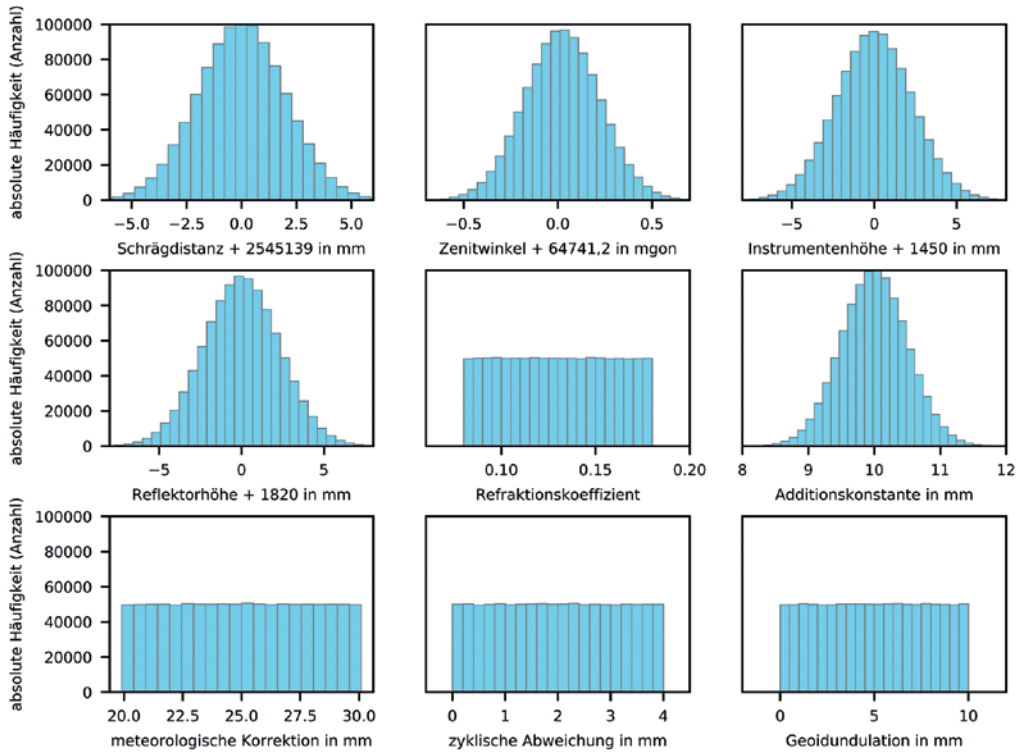 absolute Häufigkeit (Anzahl)
100000
80000
60000
40000
20000
0
−5.0 −2.5 0.0 2.5 5.0
Schrägdistanz + 2545139 in mm
−0.5 0.0 0.5
Zenitwinkel + 64741,2 in mgon
−5 0 5
Instrumentenhöhe + 1450 in mm
absolute Häufigkeit (Anzahl)
100000
80000
60000
40000
20000
0
−5 0 5
Reflektorhöhe + 1820 in mm
0.10 0.15 0.20
Refraktionskoeffizient
8 9 10 11 12
Additionskonstante in mm
absolute Häufigkeit (Anzahl)
100000
80000
60000
40000
20000
0
20.0 22.5 25.0 27.5 30.0
meteorologische Korrektion in mm
0 1 2 3 4
zyklische Abweichung in mm
0 5 10
Geoidundulation in mm